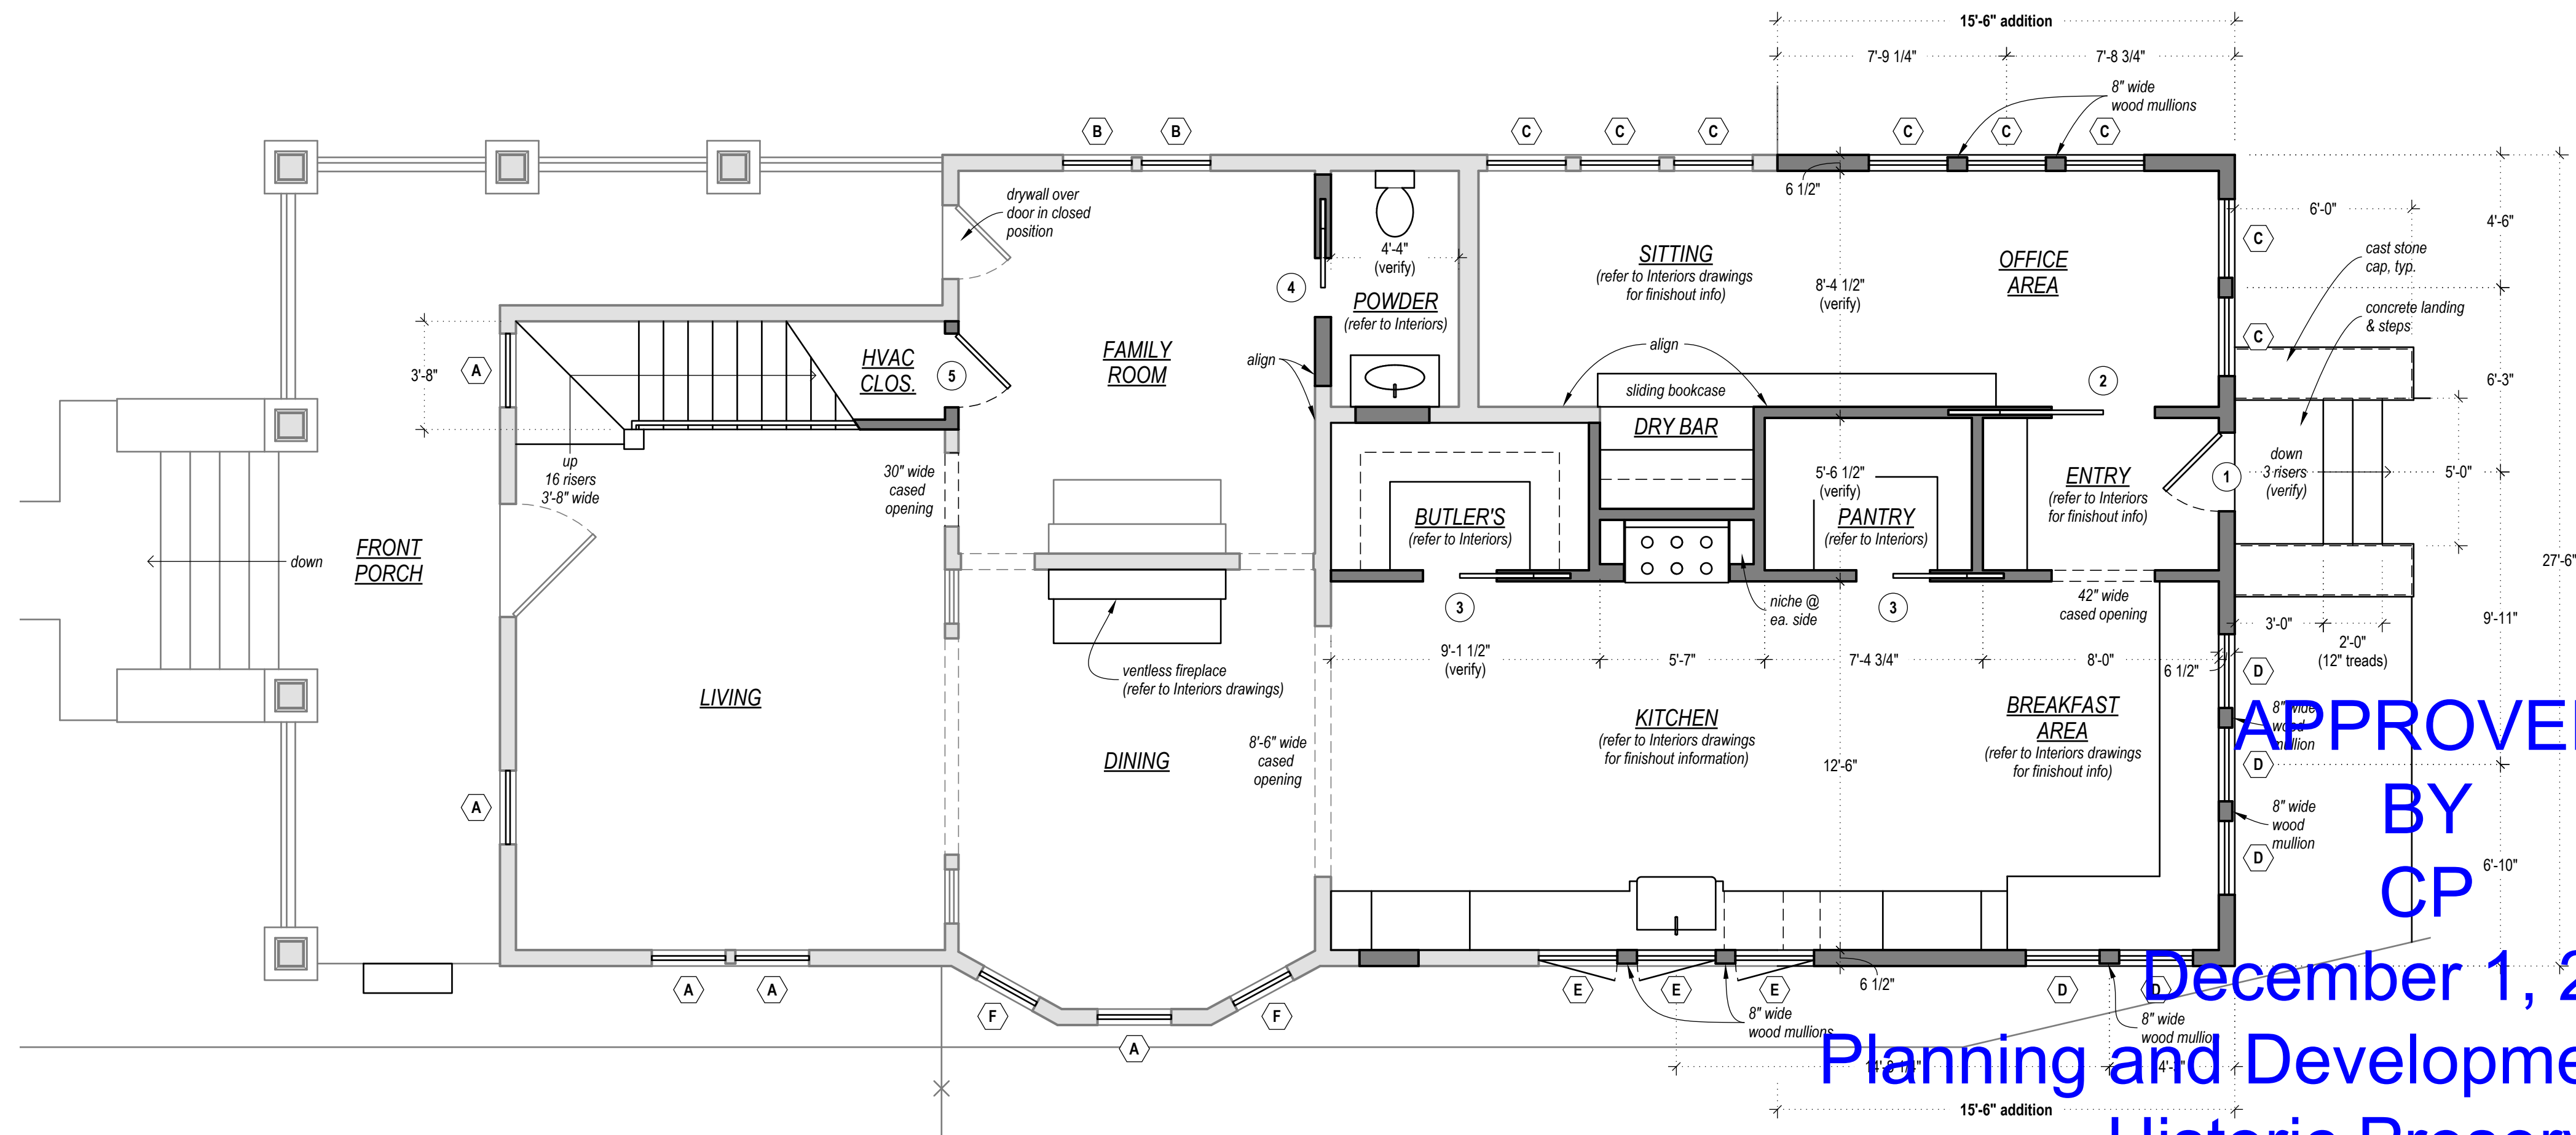 15'-6" addition
7'-9 1/4"
7'-8 3/4"
8" wide
wood mullions
B
B
C
C
C
C
C
C
drywall over
door in closed
position
6 1/2"
4'-4"
(verify)
4
POWDER
(refer to Interiors)
SITTING
(refer to Interiors drawings
for finishout info)
8'-4 1/2"
(verify)
OFFICE
AREA
C
6'-0"
4'-6"
cast stone
cap, typ.
concrete landing
& steps
C
3'-8"
A
HVAC
CLOS.
5
FAMILY
ROOM
align
align
sliding bookcase
2
6'-3"
DRY BAR
up
16 risers
3'-8" wide
30" wide
cased
opening
BUTLER'S
(refer to Interiors)
5'-6 1/2"
(verify)
PANTRY
(refer to Interiors)
ENTRY
(refer to Interiors
for finishout info)
1
down
3 risers
(verify)
5'-0"
27'-6"
FRONT
PORCH
down
3
niche @
ea. side
3
42" wide
cased opening
3'-0"
2'-0"
(12" treads)
9'-11"
ventless fireplace
(refer to Interiors drawings)
9'-1 1/2"
(verify)
5'-7"
7'-4 3/4"
8'-0"
6 1/2"
D
LIVING
DINING
8'-6" wide
cased
opening
KITCHEN
(refer to Interiors drawings
for finishout information)
12'-6"
BREAKFAST
AREA
(refer to Interiors drawings
for finishout info)
8" wide
wood
mullion
D
A
8" wide
wood
mullion
D
6'-10"
APPROVE
BY
CP
December 1, 2
Planning and Developme
Historic Preser
A
A
F
A
F
E
E
E
6 1/2"
8" wide
wood mullions
D
D
8" wide
wood mullion
15'-6" addition